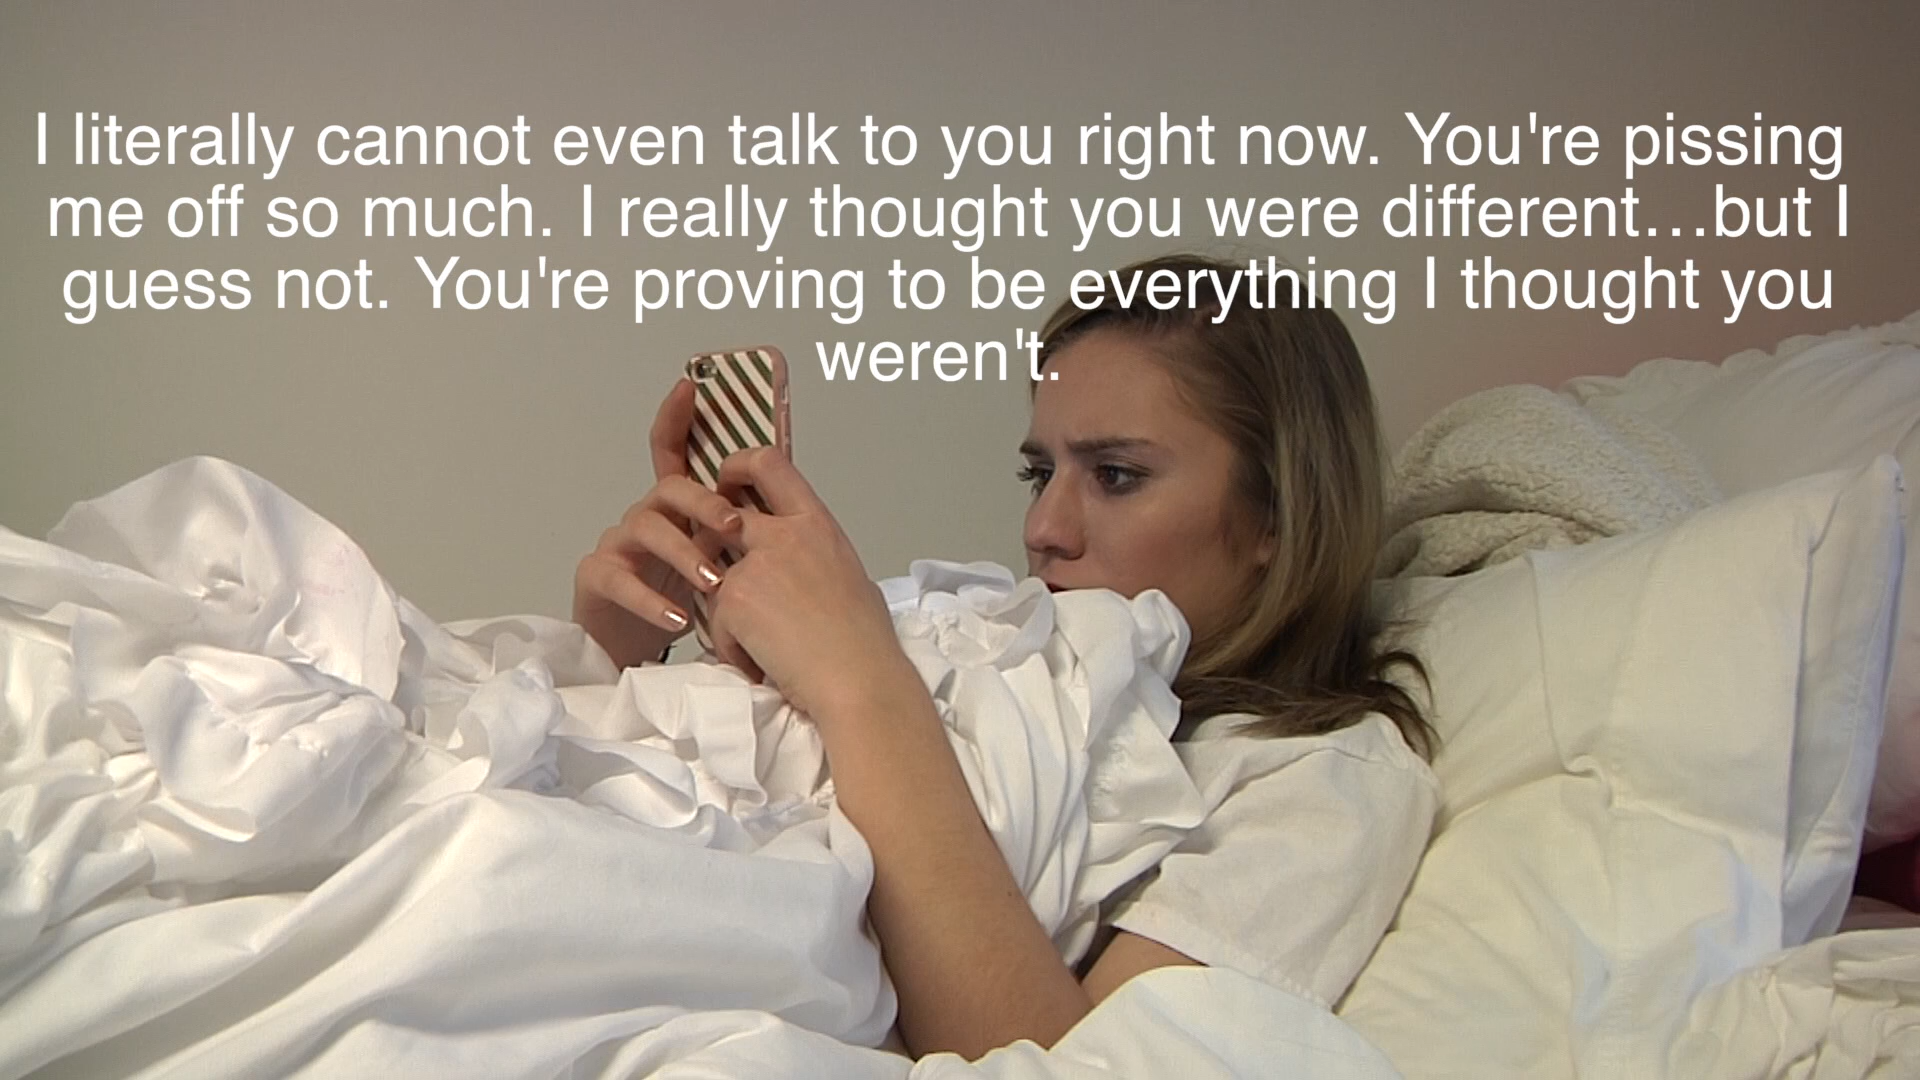 I literally cannot even talk to you right now. You're pissing
me off so much. I really thought you were different…but I
guess not. You're proving to be everything I thought you
weren't.